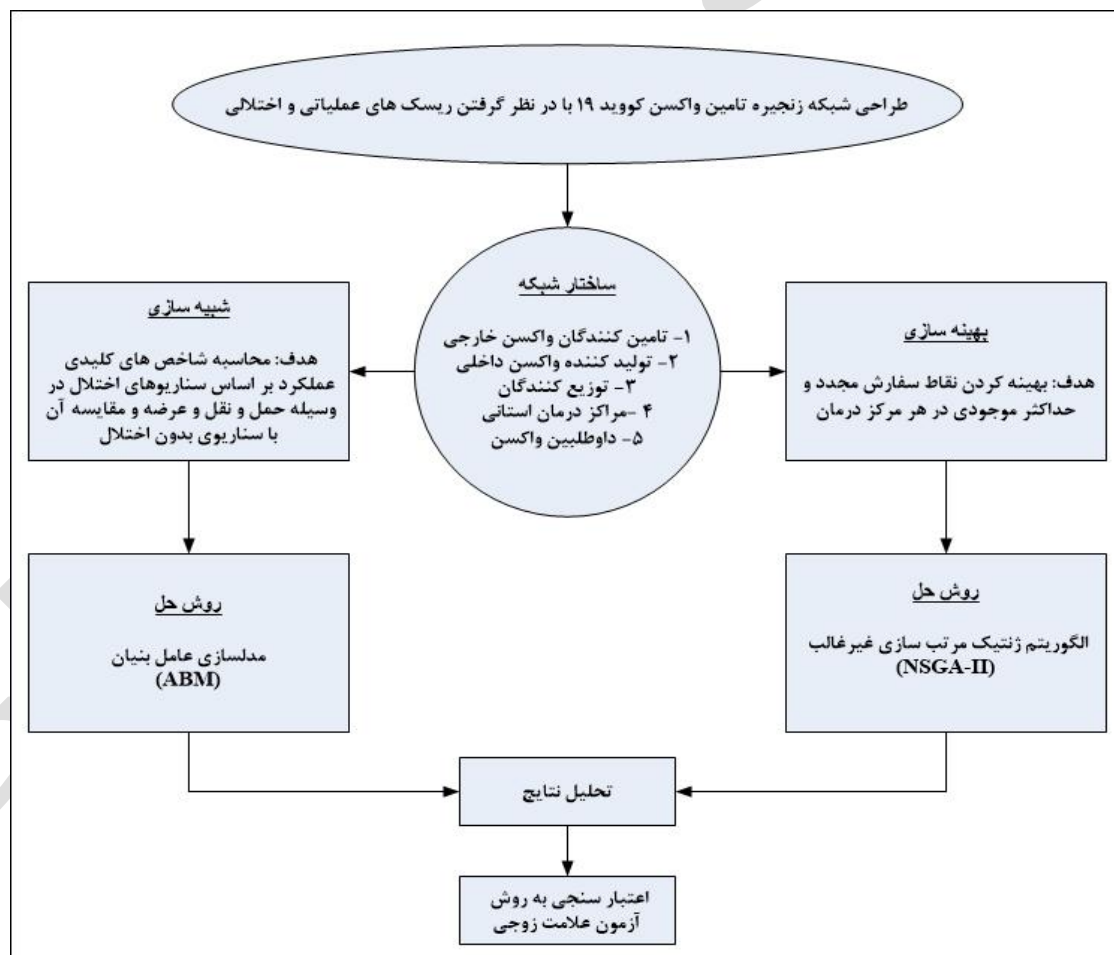 طراحی شبکه زنجیره تامین واکسن کووید ۱۹ با در نظر گرفتن ریسک های عملیاتی و اختلالی
ساختار شبکه
۱- تامین کنندگان واکسن خارجی
۲- تولید کننده واکسن داخلی
۳- توزیع کنندگان
۴ -مراکز درمان استانی
۵- داوطلبین واکسن
بهینه سازی
هدف: بهینه کردن نقاط سفارش مجدد و
حداکثر موجودی در هر مرکز درمان
شبیه سازی
هدف: محاسبه شاخص های کلیدی
عملکرد بر اساس سناریوهای اختلال در
وسیله حمل و نقل و عرضه و مقایسه آن
با سناریوی بدون اختلال
روش حل
الگوریتم ژنتیک مرتب سازی غیرغالب
(NSGA-II)
روش حل
مدلسازی عامل بنیان
(ABM)
تحلیل نتایج
اعتبار سنجی به روش
آزمون علامت زوجی